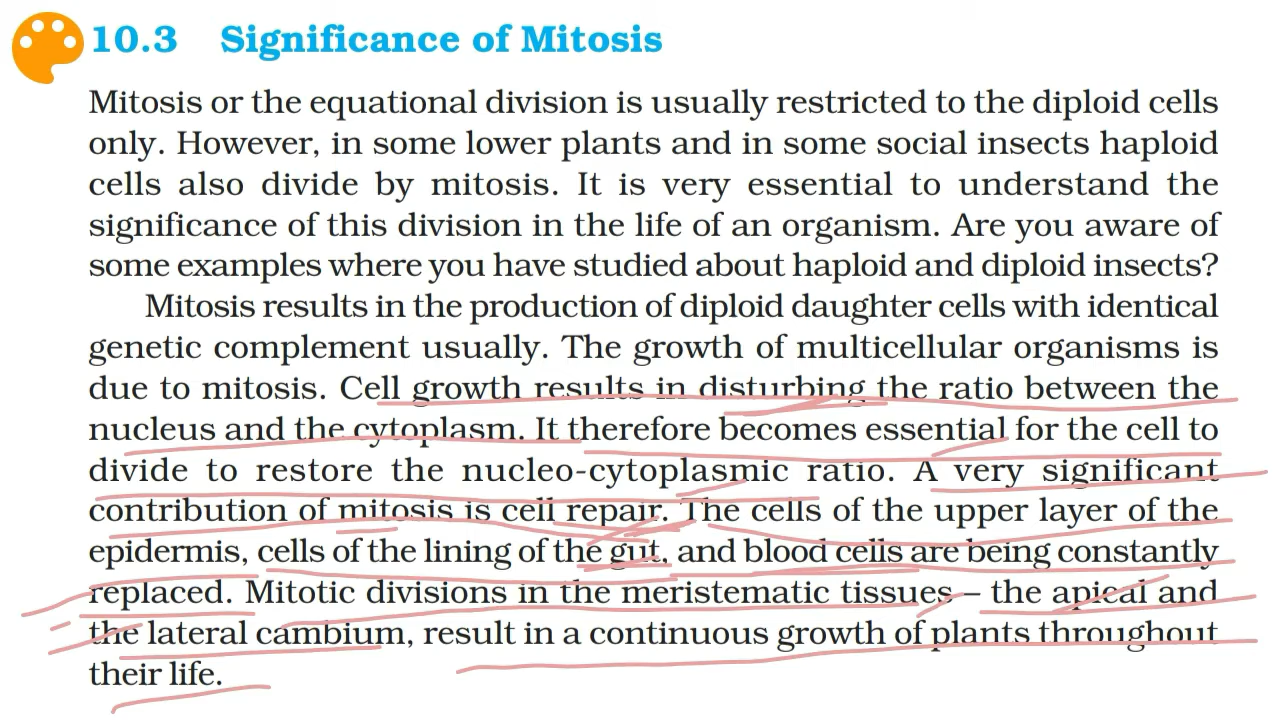 10.3 Significance of Mitosis
Mitosis or the equational division is usually restricted to the diploid cells
only. However, in some lower plants and in some social insects haploid
cells also divide by mitosis. It is very essential to understand the
significance of this division in the life of an organism. Are you aware of
some examples where you have studied about haploid and diploid insects?
Mitosis results in the production of diploid daughter cells with identical
genetic complement usually. The growth of multicellular organisms is
due to mitosis. Cell growth results in disturbing the ratio between the
nucleus and the cytoplasm. It therefore becomes essential for the cell to
divide to restore the nucleo-cytoplasmic ratio. A very significant
contribution of mitosis is cell repair. The cells of the upper layer of the
epidermis, cells of the lining of the gut, and blood cells are being constantly
replaced. Mitotic divisions in the meristematic tissues – the apical and
the lateral cambium, result in a continuous growth of plants throughout
their life.